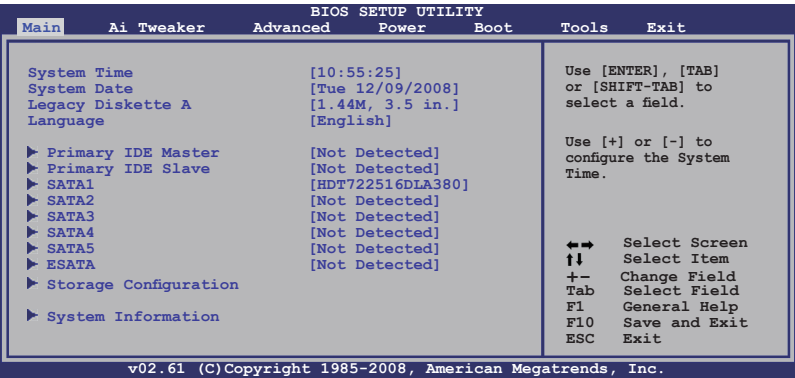 BIOS SETUP UTILITY
Main Ai Tweaker Advanced Power Boot Tools Exit
System Time [10:55:25]
System Date [Tue 12/09/2008]
Legacy Diskette A [1.44M, 3.5 in.]
Language [English]
Primary IDE Master [Not Detected]
Primary IDE Slave [Not Detected]
SATA1 [HDT722516DLA380]
SATA2 [Not Detected]
SATA3 [Not Detected]
SATA4 [Not Detected]
SATA5 [Not Detected]
ESATA [Not Detected]
Storage Configuration
System Information
Use [ENTER], [TAB]
or [SHIFT-TAB] to
select a field.
Use [+] or [-] to
configure the System
Time.
←→ Select Screen
↑↓ Select Item
+- Change Field
Tab Select Field
F1 General Help
F10 Save and Exit
ESC Exit
v02.61 (C)Copyright 1985-2008, American Megatrends, Inc.